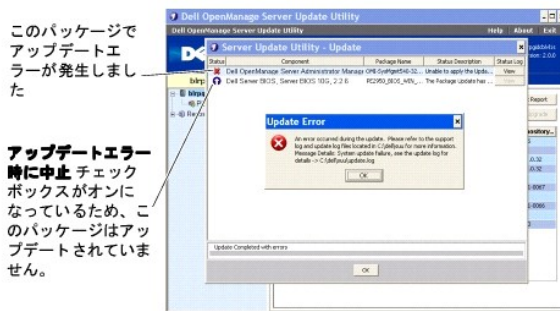 このパッケージで
アップデートエ
ラーが発生しまし
た
アップデートエラー
時に中止 チェック
ボックスがオンに
なっているため、こ
のパッケージはアッ
プデートされていま
せん。
Dell OpenManage Server Update Utility
Dell OpenManage Server Update Utility
Help About Exit
Server Update Utility - Update
Status Component Package Name Status Description Status Log
Dell OpenManage Server Administrator Manag Unable to apply the Upda... View
Dell Server BIOS, Server BIOS 10G, 2.2.6 PE2950_BIOS_WIN_... The Package Update has ... View
Report
Update Error
An error occurred during the update. Please refer to the support
log and update log files located in C:/dell/suu for more information.
Message Details: System update failure, see the update log for
details -> C:/dell/suu/update.log
OK
Update Completed with errors
OK